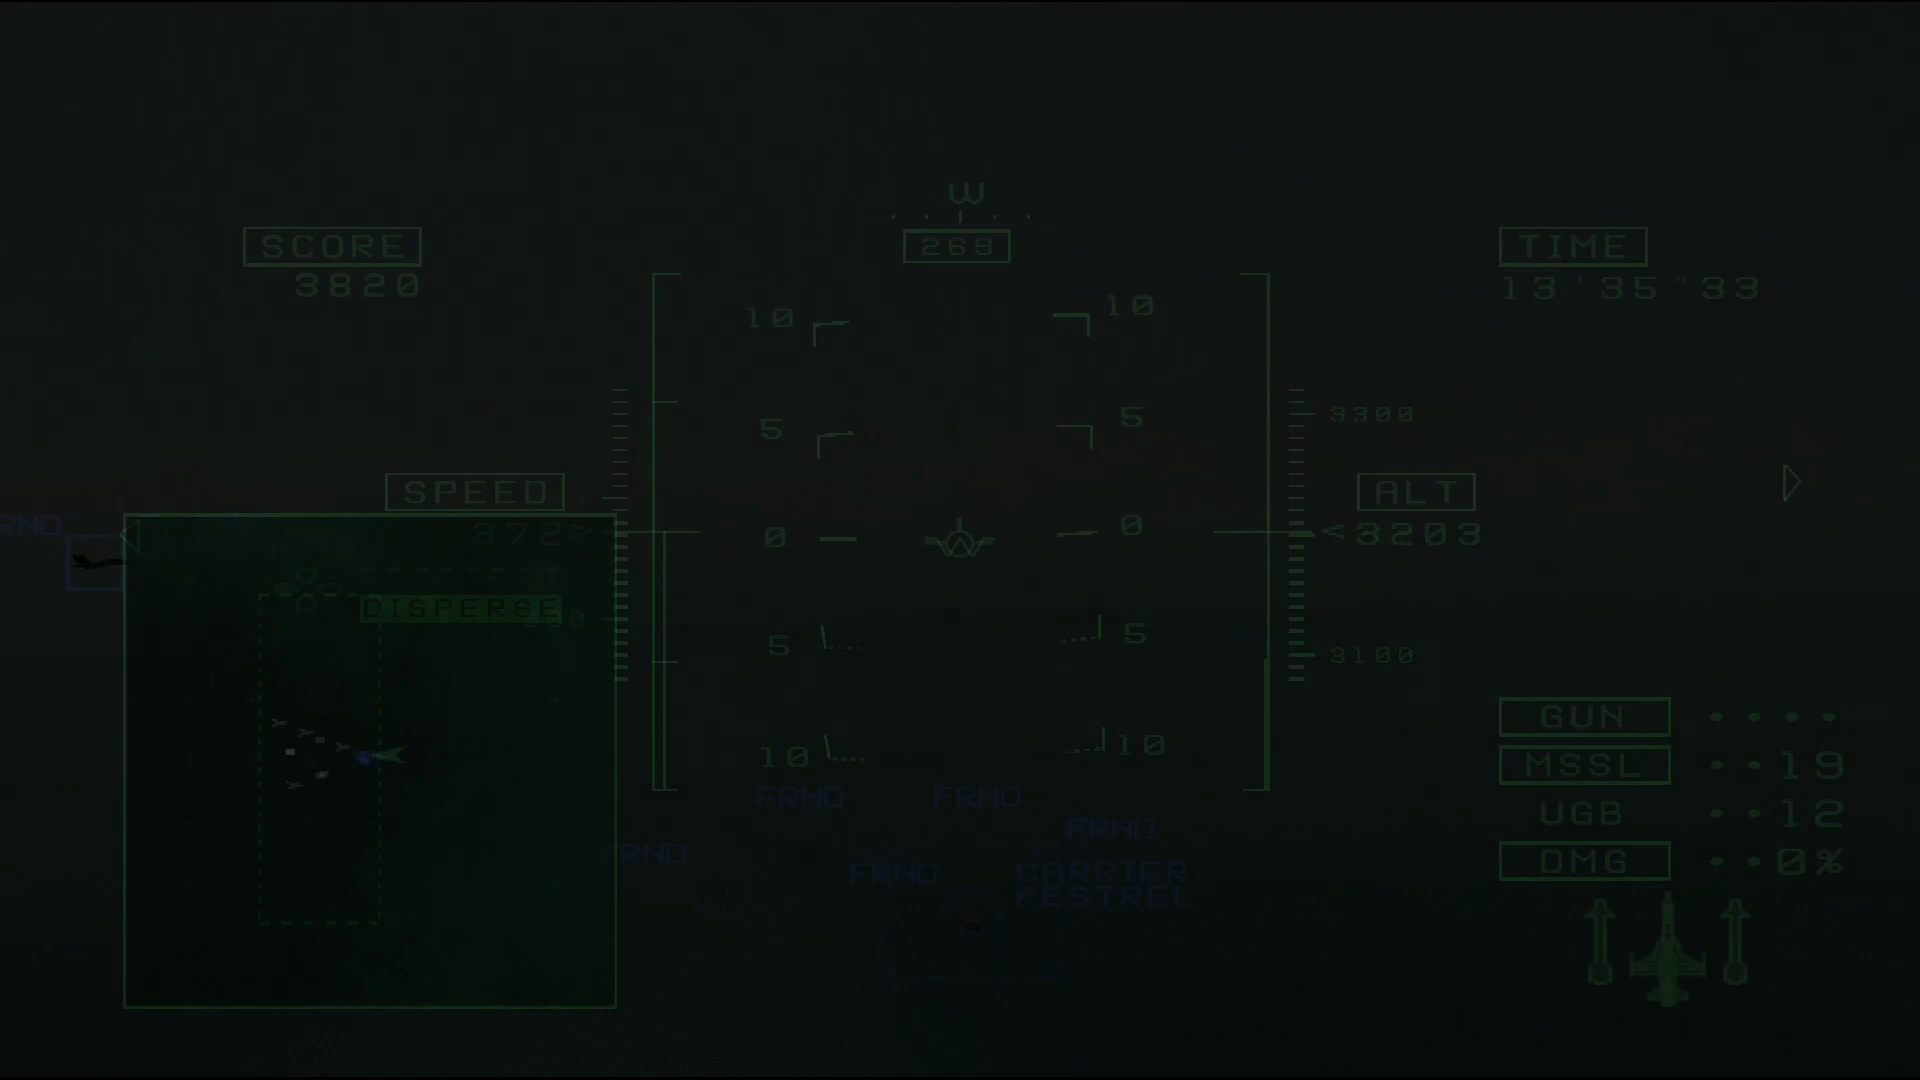 W
269
SCORE
3820
TIME
13'35"33
10 10
5 5
3300
SPEED
ALT
372>
0 0
<3203
DISPERSE
5 5
3100
10 10
GUN
MSSL 19
UGB 12
DMG 0%
FRND FRND
FRND
FRND
CARRIER
KESTREL